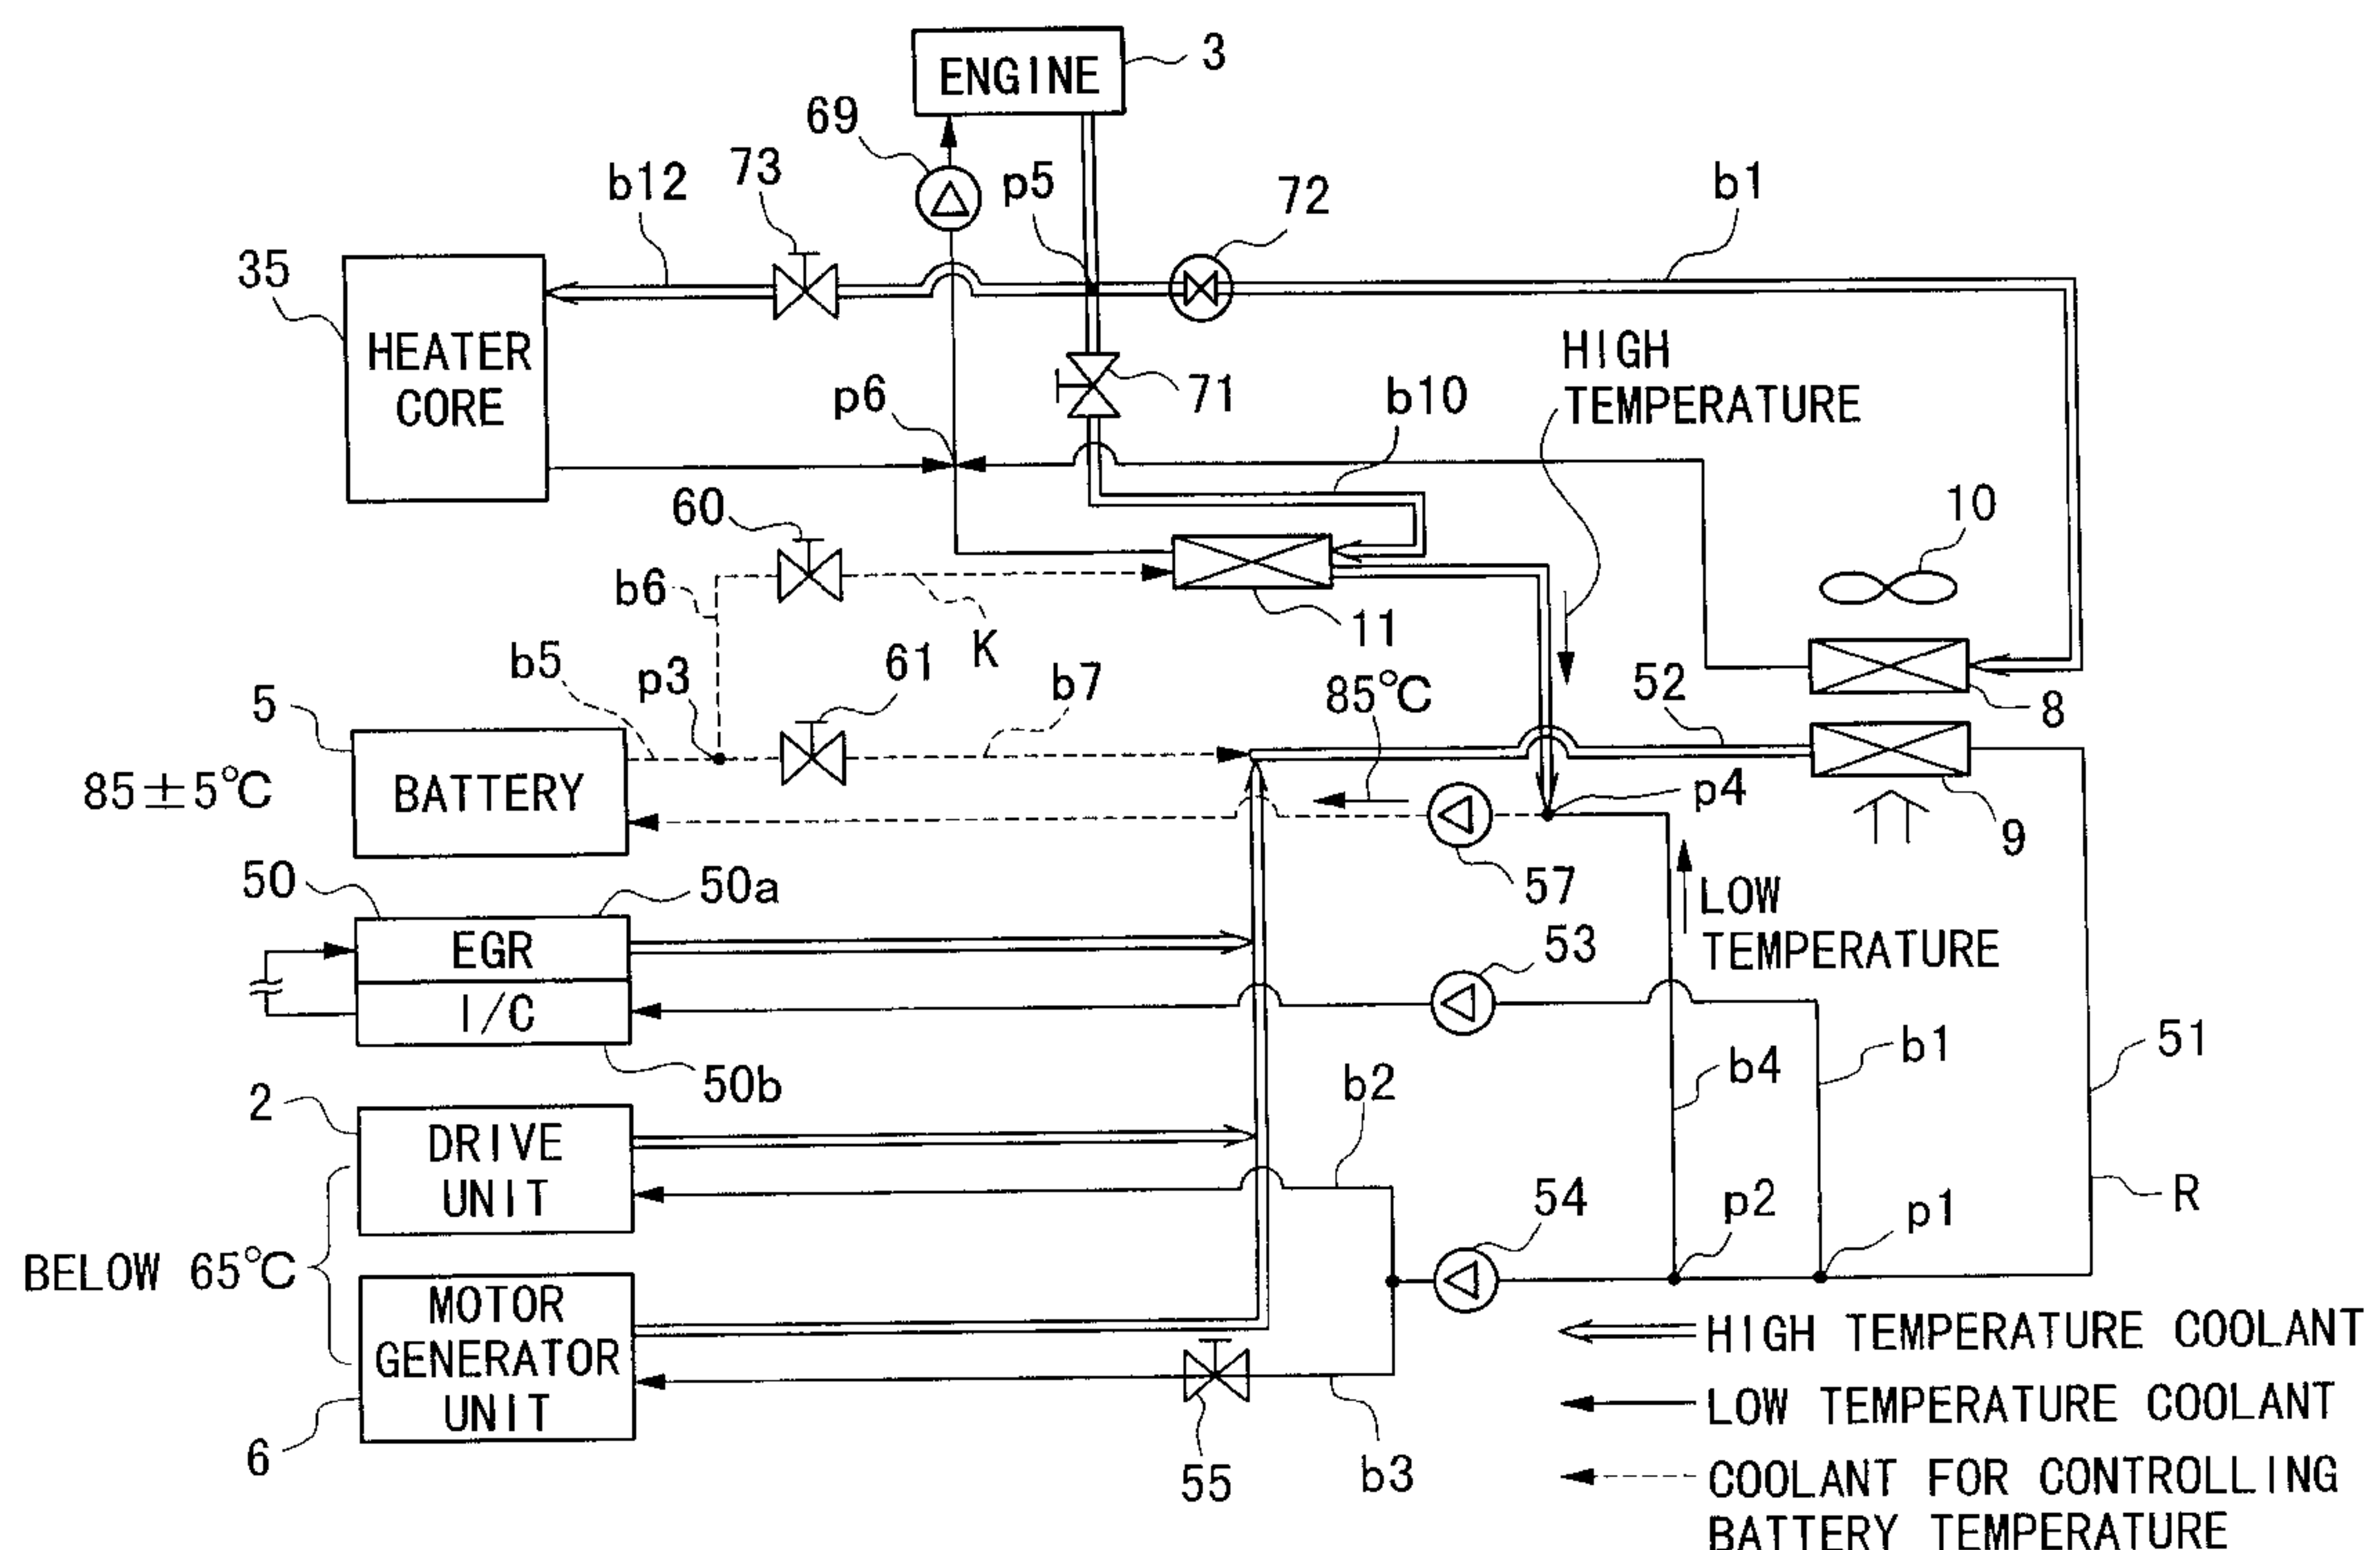 ENGINE
3
69
73
b12
p5
72
b1
35
HEATER
CORE
p6
71
b10
HIGH
TEMPERATURE
60
10
b6
K
11
b5
p3
61
b7
85℃
52
8
5
BATTERY
85±5℃
p4
9
57
50
50a
EGR
I/C
50b
LOW
TEMPERATURE
53
51
b1
b4
b2
2
DRIVE
UNIT
54
p2
p1
R
BELOW 65℃
MOTOR
GENERATOR
UNIT
6
55
b3
HIGH TEMPERATURE COOLANT
LOW TEMPERATURE COOLANT
COOLANT FOR CONTROLLING
BATTERY TEMPERATURE